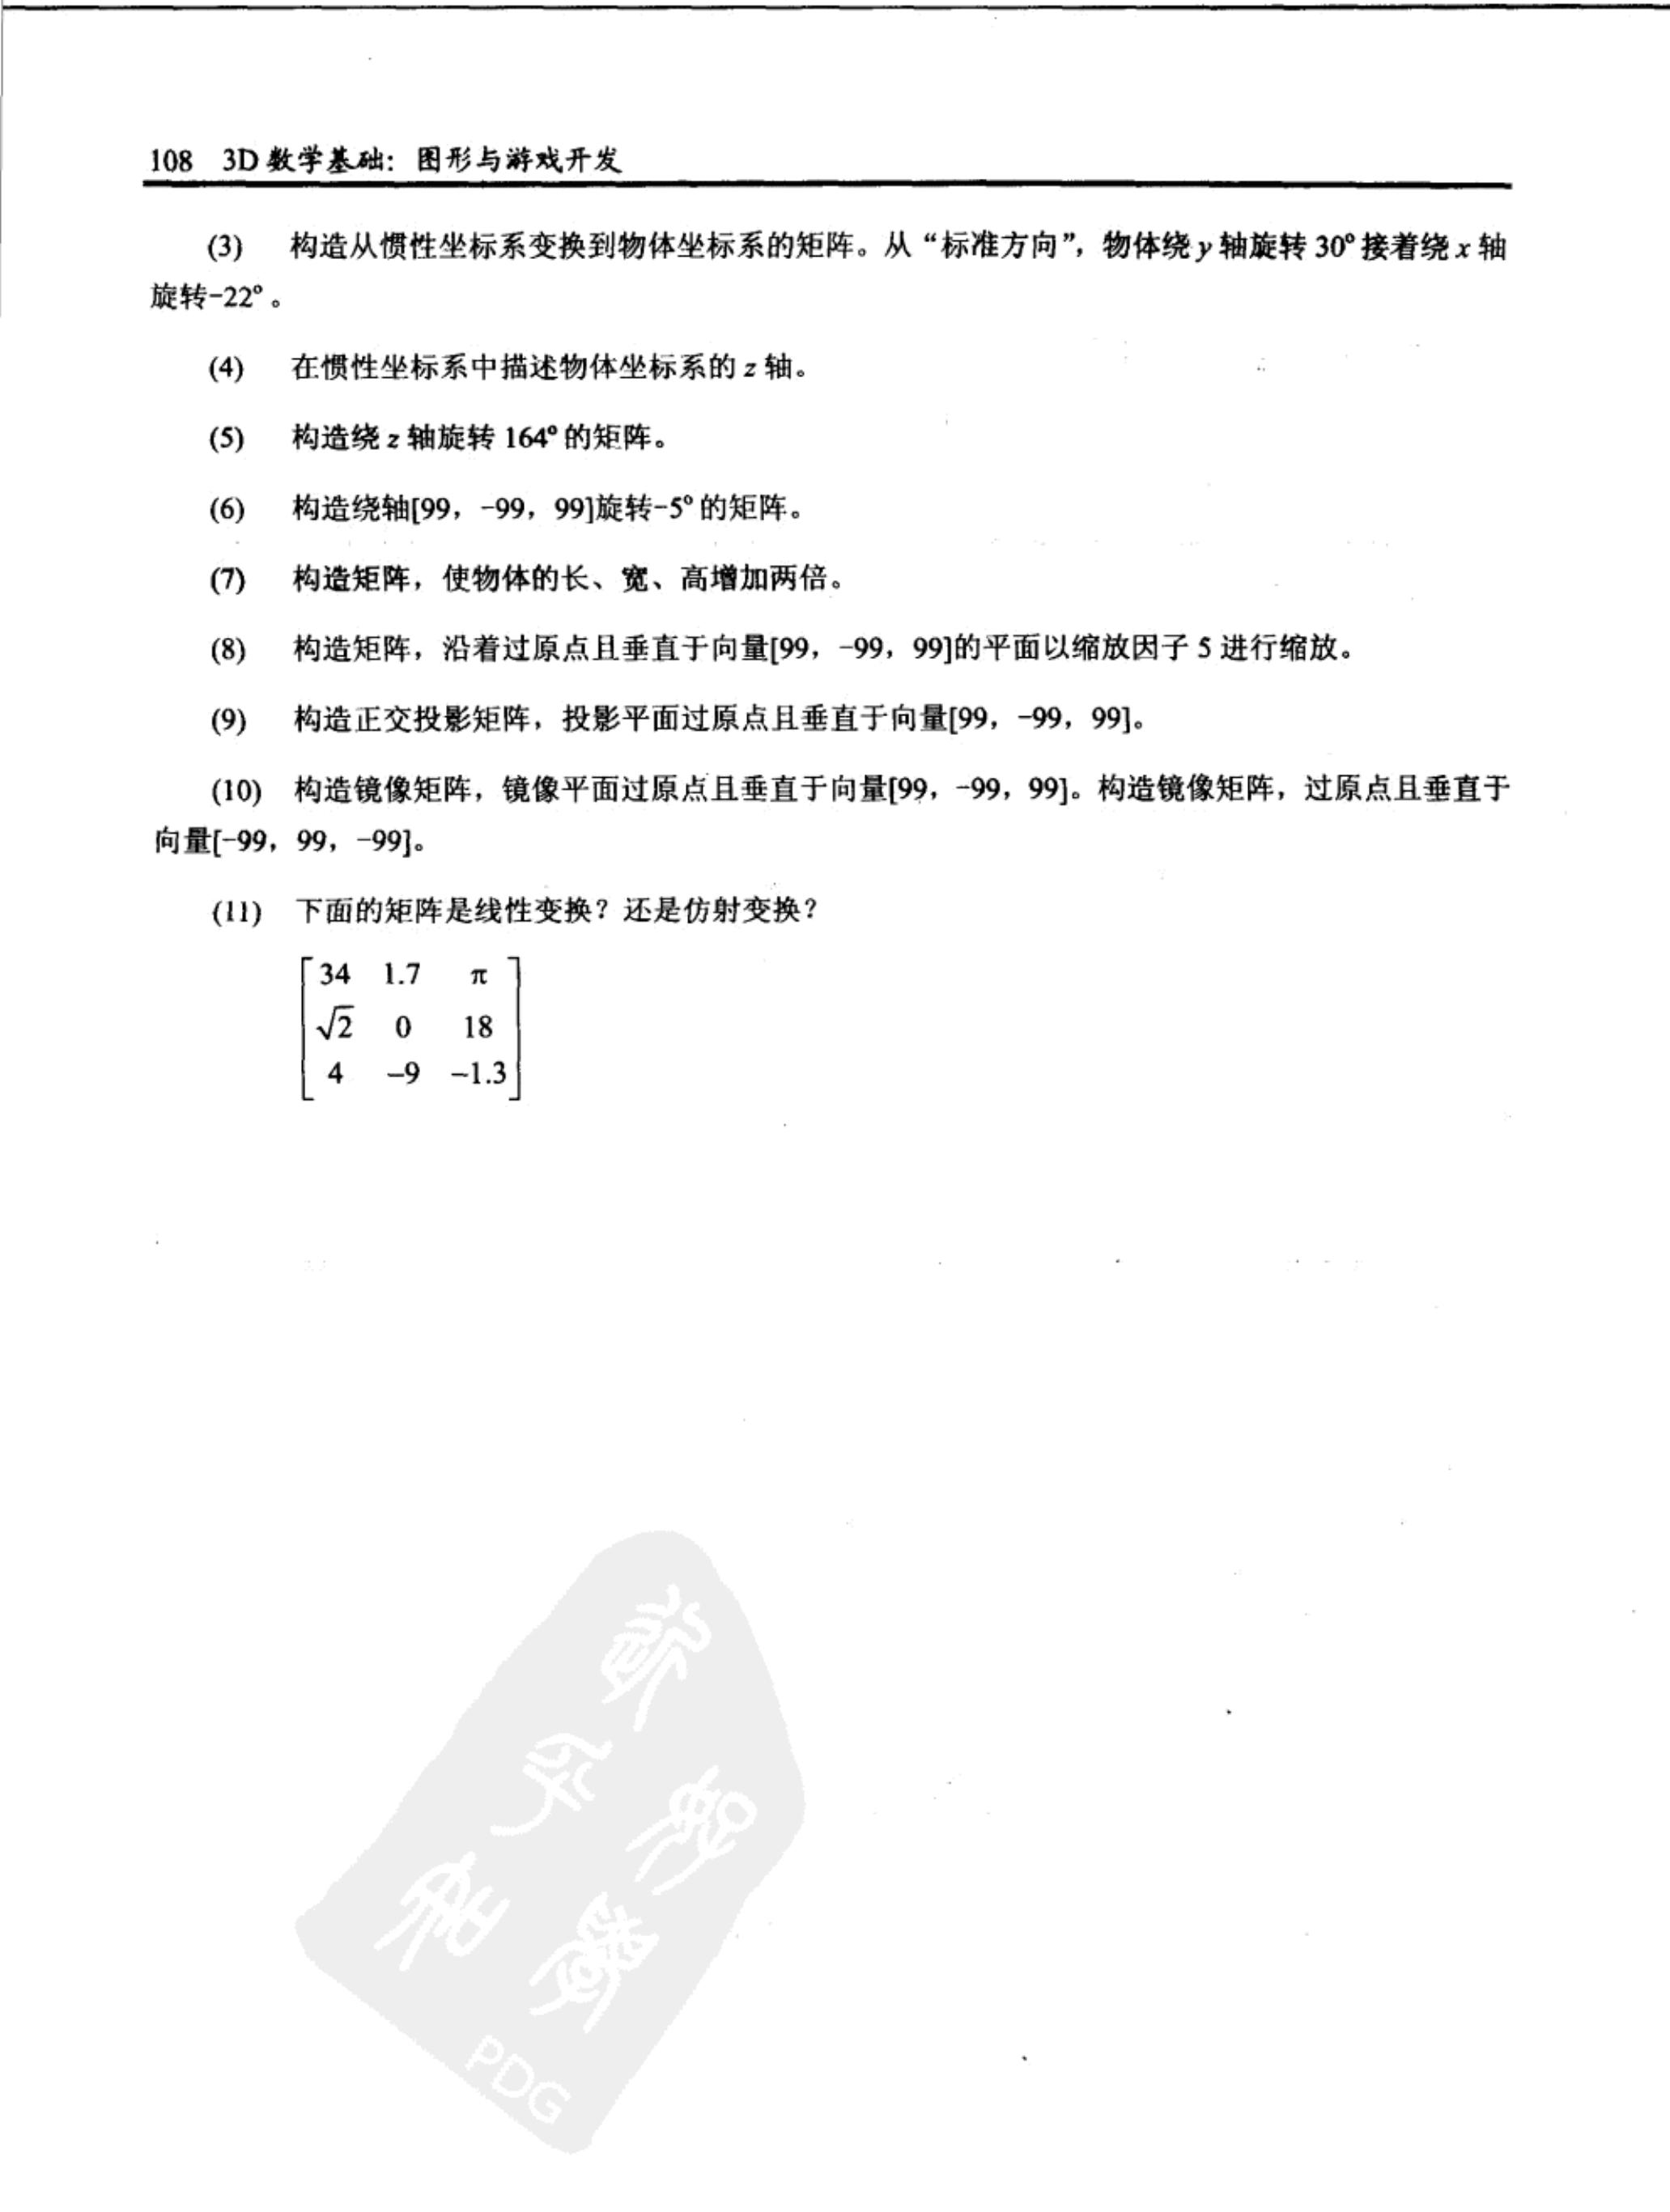 108 3D 数学基础：图形与游戏开发
(3) 构造从惯性坐标系变换到物体坐标系的矩阵。从“标准方向”，物体绕 y 轴旋转 30° 接着绕 x 轴
旋转-22°。
(4) 在惯性坐标系中描述物体坐标系的 z 轴。
(5) 构造绕 z 轴旋转 164° 的矩阵。
(6) 构造绕轴[99，-99，99]旋转-5° 的矩阵。
(7) 构造矩阵，使物体的长、宽、高增加两倍。
(8) 构造矩阵，沿着过原点且垂直于向量[99，-99，99]的平面以缩放因子 5 进行缩放。
(9) 构造正交投影矩阵，投影平面过原点且垂直于向量[99，-99，99]。
(10) 构造镜像矩阵，镜像平面过原点且垂直于向量[99，-99，99]。构造镜像矩阵，过原点且垂直于
向量[-99，99，-99]。
(11) 下面的矩阵是线性变换？还是仿射变换？
34 1.7 π
√2 0 18
4 -9 -1.3
PDG